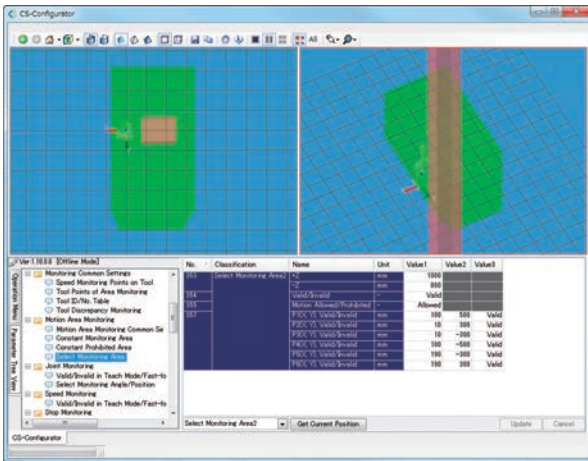 CS-Configurator
All
Ver.1.10.0.0 [Offline Mode]
Operation Menu
Parameter Tree View
Monitoring Common Settings
Speed Monitoring Points on Tool
Tool Points of Area Monitoring
Tool ID/No. Table
Tool Discrepancy Monitoring
Motion Area Monitoring
Motion Area Monitoring Common Se
Constant Monitoring Area
Constant Prohibited Area
Select Monitoring Area
Joint Monitoring
Valid/Invalid in Teach Mode/Fast-fo
Select Monitoring Angle/Position
Speed Monitoring
Valid/Invalid in Teach Mode/Fast-fo
Stop Monitoring
No. Classification Name Unit Value1 Value2 Value3
353 Select Monitoring Area2 +Z mm 1000
-Z mm 800
354 Valid/Invalid - Valid
355 Motion Allowed/Prohibited - Allowed
357 P1(X, Y), Valid/Invalid mm 100 500 Valid
P2(X, Y), Valid/Invalid mm 10 300 Valid
P3(X, Y), Valid/Invalid mm 10 -300 Valid
P4(X, Y), Valid/Invalid mm 100 -500 Valid
P5(X, Y), Valid/Invalid mm 190 -300 Valid
P6(X, Y), Valid/Invalid mm 190 300 Valid
Select Monitoring Area2
Get Current Position
Update
Cancel
CS-Configurator